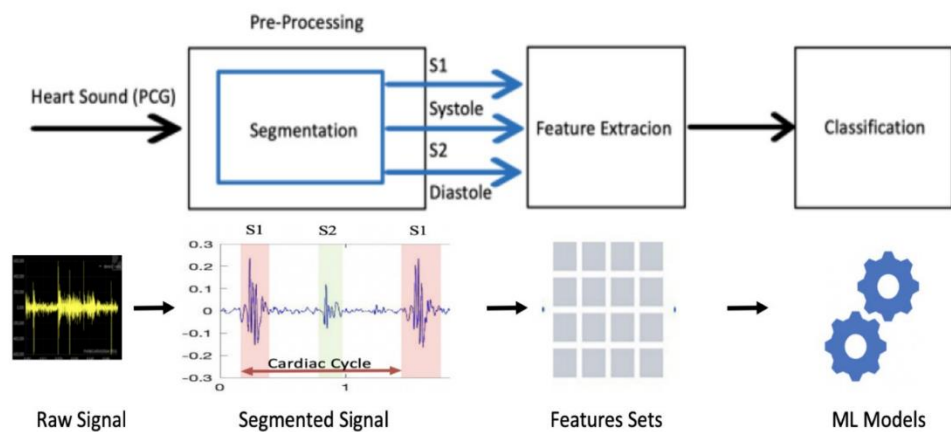 Pre-Processing
Heart Sound (PCG)
Segmentation
S1
Systole
S2
Diastole
Feature Extracion
Classification
S1 S2 S1
0.3
0.2
0.1
0
-0.1
-0.2
-0.3
Cardiac Cycle
0 1
Raw Signal Segmented Signal Features Sets ML Models